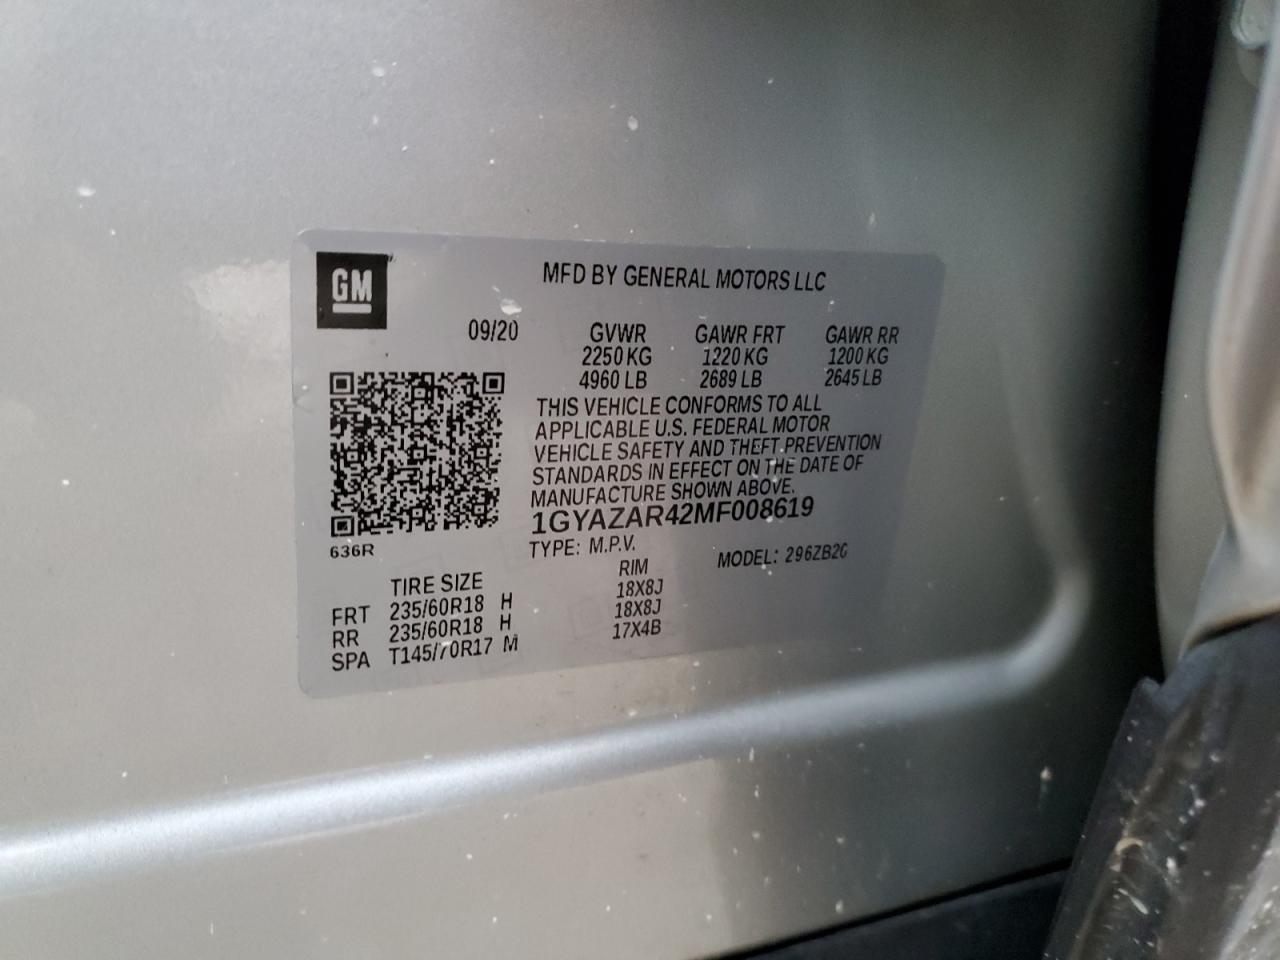 GM
MFD BY GENERAL MOTORS LLC
09/20 GVWR GAWR FRT GAWR RR
2250 KG 1220 KG 1200 KG
4960 LB 2689 LB 2645 LB
THIS VEHICLE CONFORMS TO ALL
APPLICABLE U.S. FEDERAL MOTOR
VEHICLE SAFETY AND THEFT PREVENTION
STANDARDS IN EFFECT ON THE DATE OF
MANUFACTURE SHOWN ABOVE.
1GYAZAR42MF008619
636R TYPE: M.P.V. MODEL:
TIRE SIZE RIM
FRT 235/60R18 H 18X8J
RR 235/60R18 H 18X8J
SPA T145/70R17 M 17X4B